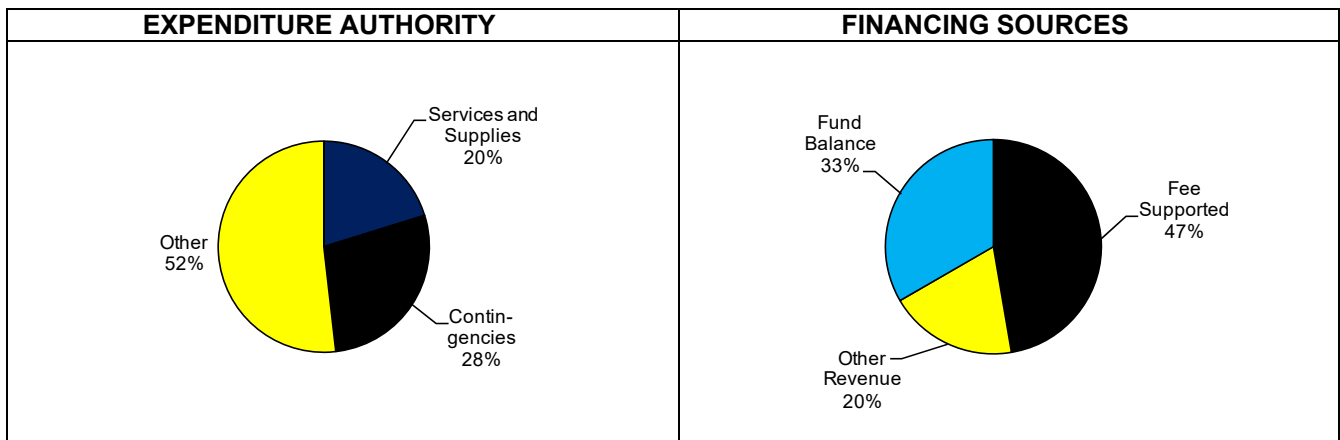 EXPENDITURE AUTHORITY
FINANCING SOURCES
Services and
Supplies
20%
Other
52%
Contin-
gencies
28%
Fund
Balance
33%
Fee
Supported
47%
Other
Revenue
20%